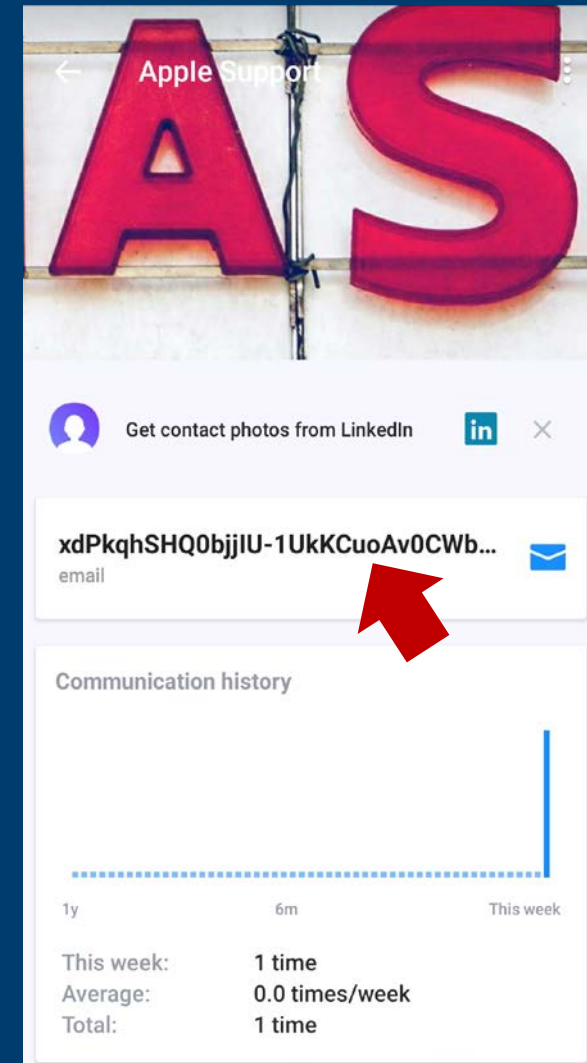 AS
Apple Support
Get contact photos from LinkedIn
in
xdPkqhSHQ0bjjIU-1UkKCuoAv0CWb...
email
Communication history
1y 6m This week
This week: 1 time
Average: 0.0 times/week
Total: 1 time